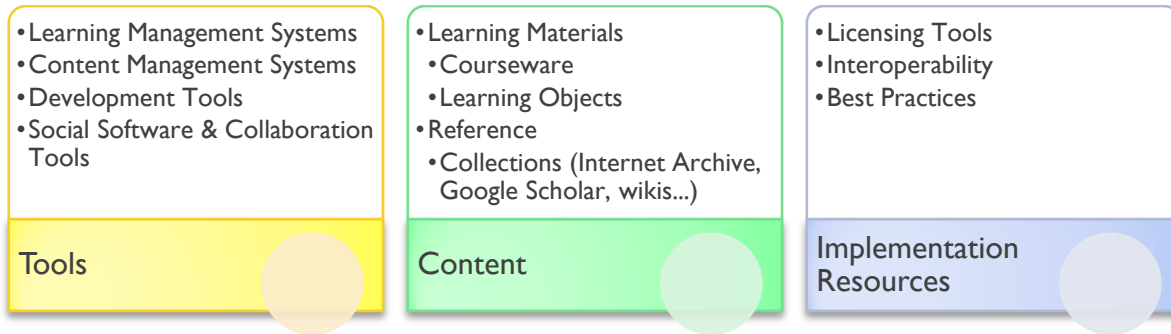 •Learning Management Systems
•Content Management Systems
•Development Tools
•Social Software & Collaboration
Tools
Tools
•Learning Materials
•Courseware
•Learning Objects
•Reference
•Collections (Internet Archive,
Google Scholar, wikis...)
Content
•Licensing Tools
•Interoperability
•Best Practices
Implementation
Resources